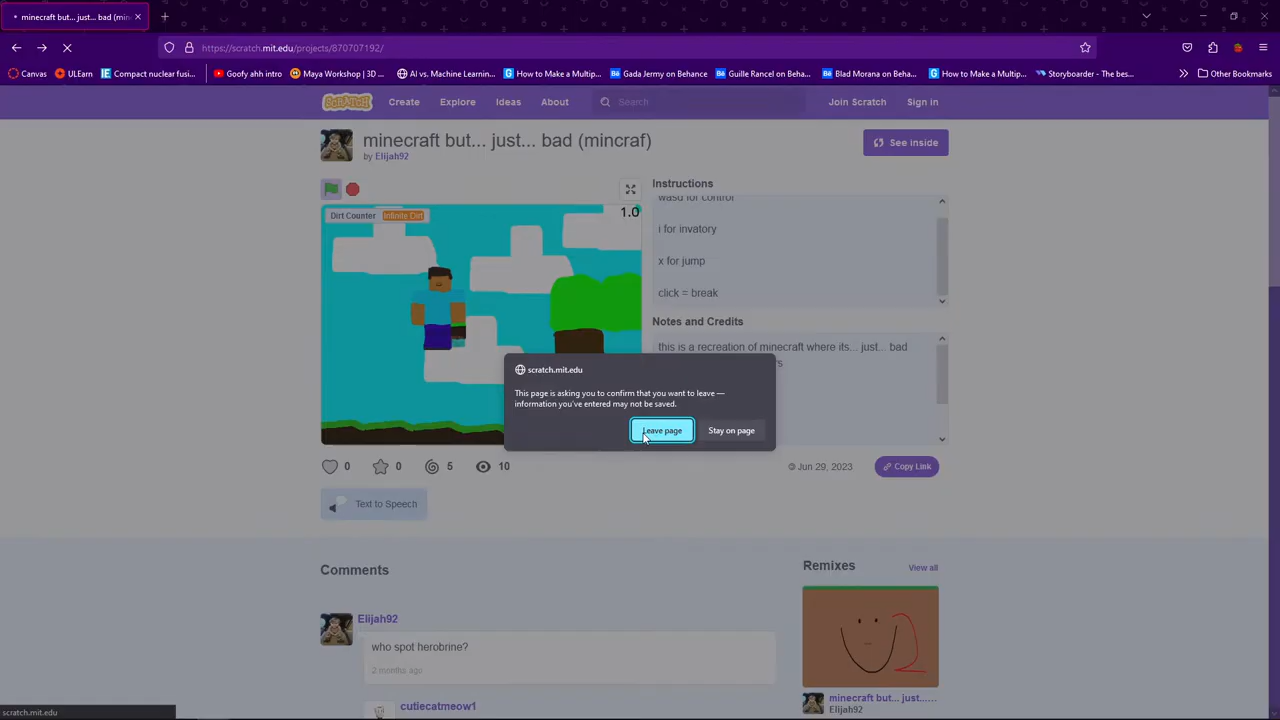 minecraft but... just... bad (min
https://scratch.mit.edu/projects/870707192/
Canvas
ULEarn
Compact nuclear fusi...
Goofy ahh intro
Maya Workshop | 3D ...
AI vs. Machine Learnin...
How to Make a Multip...
Gada Jermy on Behance
Guille Rancel on Beha...
Blad Morana on Beha...
How to Make a Multip...
Storyboarder - The bes...
Other Bookmarks
SCRATCH
Create
Explore
Ideas
About
Search
Join Scratch
Sign in
minecraft but... just... bad (mincraf)
by Elijah92
See inside
Dirt Counter Infinite Dirt
1.0
Instructions
wasd for control
i for invatory
x for jump
click = break
Notes and Credits
this is a recreation of minecraft where its... just... bad
scratch.mit.edu
This page is asking you to confirm that you want to leave —
information you've entered may not be saved.
Leave page
Stay on page
0
0
5
10
© Jun 29, 2023
Copy Link
Text to Speech
Comments
Elijah92
who spot herobrine?
2 months ago
cutiecatmeow1
Remixes
View all
2
minecraft but... just......
Elijah92
scratch.mit.edu